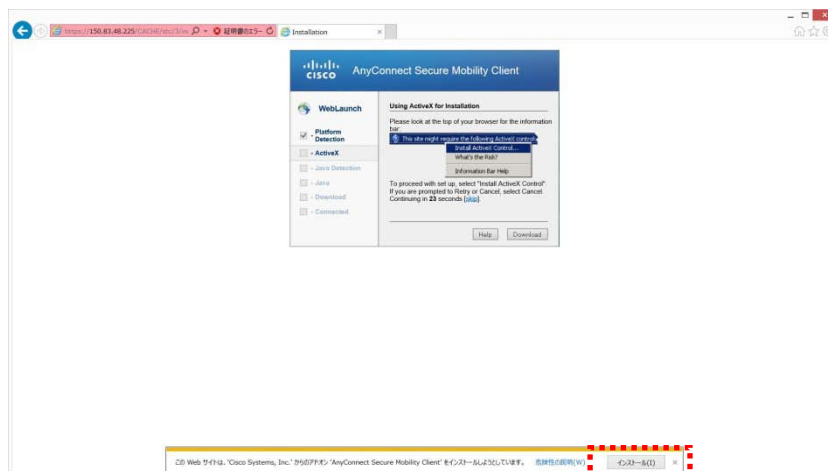 https://150.83.48.225/CACHE/stc/3/in 証明書のエラー Installation
CISCO AnyConnect Secure Mobility Client
WebLaunch
- Platform Detection
- ActiveX
- Java Detection
- Java
- Download
- Connected
Using ActiveX for Installation
Please look at the top of your browser for the information
bar.
This site might require the following ActiveX control
Install ActiveX Control...
What's the Risk?
Information Bar Help
To proceed with set up, select "Install ActiveX Control".
If you are prompted to Retry or Cancel, select Cancel.
Continuing in 23 seconds [skip].
Help Download
この Web サイトは、'Cisco Systems, Inc.' からのアドオン 'AnyConnect Secure Mobility Client' をインストールしようとしています。 危険性の説明(W) インストール(I)